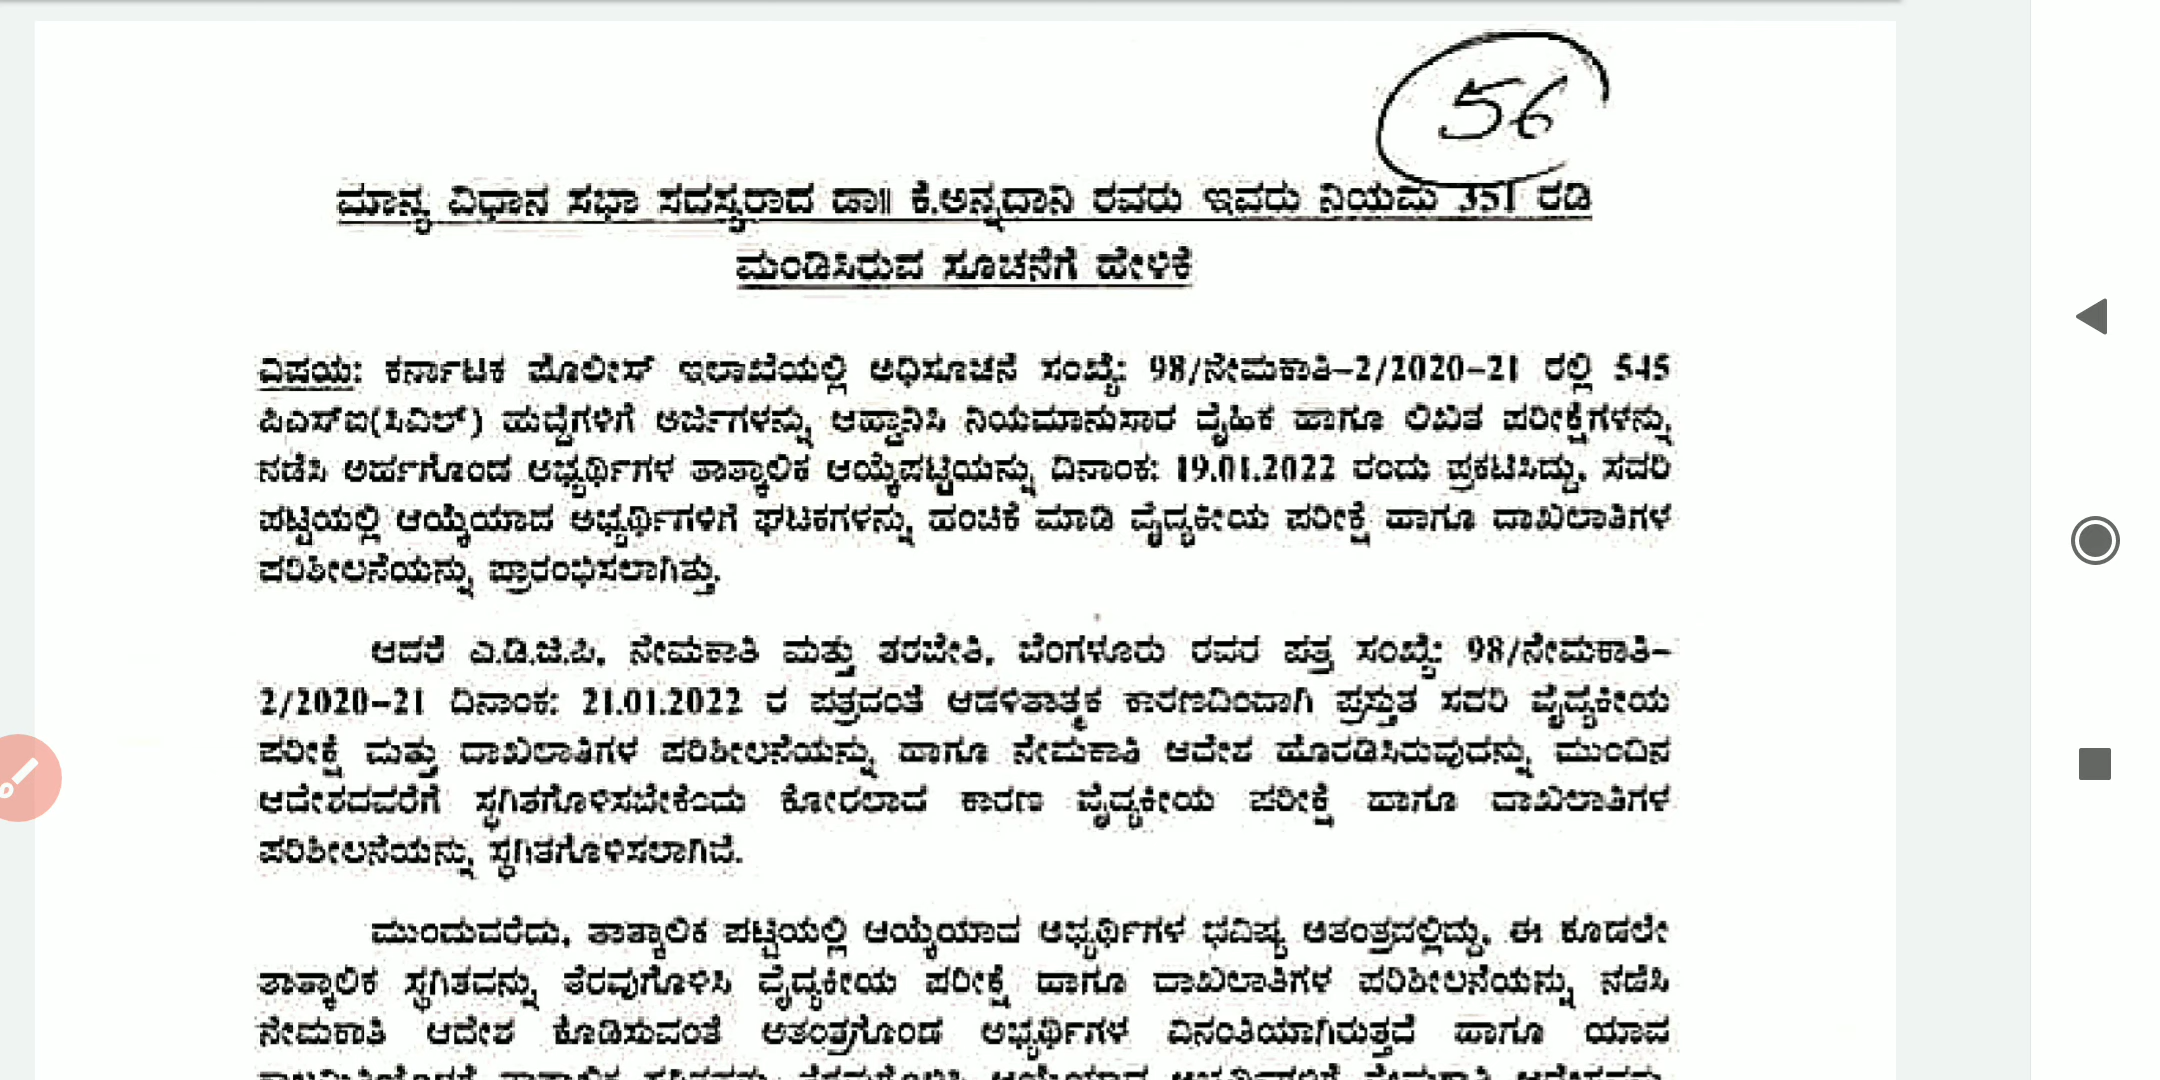 56
ಮಾನ್ಯ ವಿಧಾನ ಸಭಾ ಸದಸ್ಯರಾದ ಡಾ|| ಕೆ.ಅನ್ನದಾನಿ ರವರು ಇವರು ನಿಯಮ 351 ರಡಿ
ಮಂಡಿಸಿರುವ ಸೂಚನೆಗೆ ಹೇಳಿಕೆ
ವಿಷಯ: ಕರ್ನಾಟಕ ಪೊಲೀಸ್ ಇಲಾಖೆಯಲ್ಲಿ ಅಧಿಸೂಚನೆ ಸಂಖ್ಯೆ: 98/ನೇಮಕಾತಿ-2/2020-21 ರಲ್ಲಿ 545
ಪಿಎಸ್ಐ(ಸಿವಿಲ್) ಹುದ್ದೆಗಳಿಗೆ ಅರ್ಜಿಗಳನ್ನು ಆಹ್ವಾನಿಸಿ ನಿಯಮಾನುಸಾರ ದೈಹಿಕ ಹಾಗೂ ಲಿಖಿತ ಪರೀಕ್ಷೆಗಳನ್ನು
ನಡೆಸಿ ಅರ್ಹಗೊಂಡ ಅಭ್ಯರ್ಥಿಗಳ ತಾತ್ಕಾಲಿಕ ಆಯ್ಕೆಪಟ್ಟಿಯನ್ನು ದಿನಾಂಕ: 19.01.2022 ರಂದು ಪ್ರಕಟಿಸಿದ್ದು, ಸದರಿ
ಪಟ್ಟಿಯಲ್ಲಿ ಆಯ್ಕೆಯಾದ ಅಭ್ಯರ್ಥಿಗಳಿಗೆ ಘಟಕಗಳನ್ನು ಹಂಚಿಕೆ ಮಾಡಿ ವೈದ್ಯಕೀಯ ಪರೀಕ್ಷೆ ಹಾಗೂ ದಾಖಲಾತಿಗಳ
ಪರಿಶೀಲನೆಯನ್ನು ಪ್ರಾರಂಭಿಸಲಾಗಿತ್ತು.
ಆದರೆ ಎ.ಡಿ.ಜಿ.ಪಿ, ನೇಮಕಾತಿ ಮತ್ತು ತರಬೇತಿ, ಬೆಂಗಳೂರು ರವರ ಪತ್ರ ಸಂಖ್ಯೆ: 98/ನೇಮಕಾತಿ-
2/2020-21 ದಿನಾಂಕ: 21.01.2022 ರ ಪತ್ರದಂತೆ ಆಡಳಿತಾತ್ಮಕ ಕಾರಣದಿಂದಾಗಿ ಪ್ರಸ್ತುತ ಸದರಿ ವೈದ್ಯಕೀಯ
ಪರೀಕ್ಷೆ ಮತ್ತು ದಾಖಲಾತಿಗಳ ಪರಿಶೀಲನೆಯನ್ನು ಹಾಗೂ ನೇಮಕಾತಿ ಆದೇಶ ಹೊರಡಿಸಿರುವುದನ್ನು ಮುಂದಿನ
ಆದೇಶದವರೆಗೆ ಸ್ಥಗಿತಗೊಳಿಸಬೇಕೆಂದು ಕೋರಲಾದ ಕಾರಣ ವೈದ್ಯಕೀಯ ಪರೀಕ್ಷೆ ಹಾಗೂ ದಾಖಲಾತಿಗಳ
ಪರಿಶೀಲನೆಯನ್ನು ಸ್ಥಗಿತಗೊಳಿಸಲಾಗಿದೆ.
ಮುಂದುವರೆದು, ತಾತ್ಕಾಲಿಕ ಪಟ್ಟಿಯಲ್ಲಿ ಆಯ್ಕೆಯಾದ ಅಭ್ಯರ್ಥಿಗಳ ಭವಿಷ್ಯ ಅತಂತ್ರವಲ್ಲಿದ್ದು, ಈ ಕೂಡಲೇ
ತಾತ್ಕಾಲಿಕ ಸ್ಥಗಿತವನ್ನು ತೆರವುಗೊಳಿಸಿ ವೈದ್ಯಕೀಯ ಪರೀಕ್ಷೆ ಹಾಗೂ ದಾಖಲಾತಿಗಳ ಪರಿಶೀಲನೆಯನ್ನು ನಡೆಸಿ
ನೇಮಕಾತಿ ಆದೇಶ ಕೊಡಿಸುವಂತೆ ಅತಂತ್ರಗೊಂಡ ಅಭ್ಯರ್ಥಿಗಳ ವಿನಂತಿಯಾಗಿರುತ್ತದೆ ಹಾಗೂ ಯಾವ